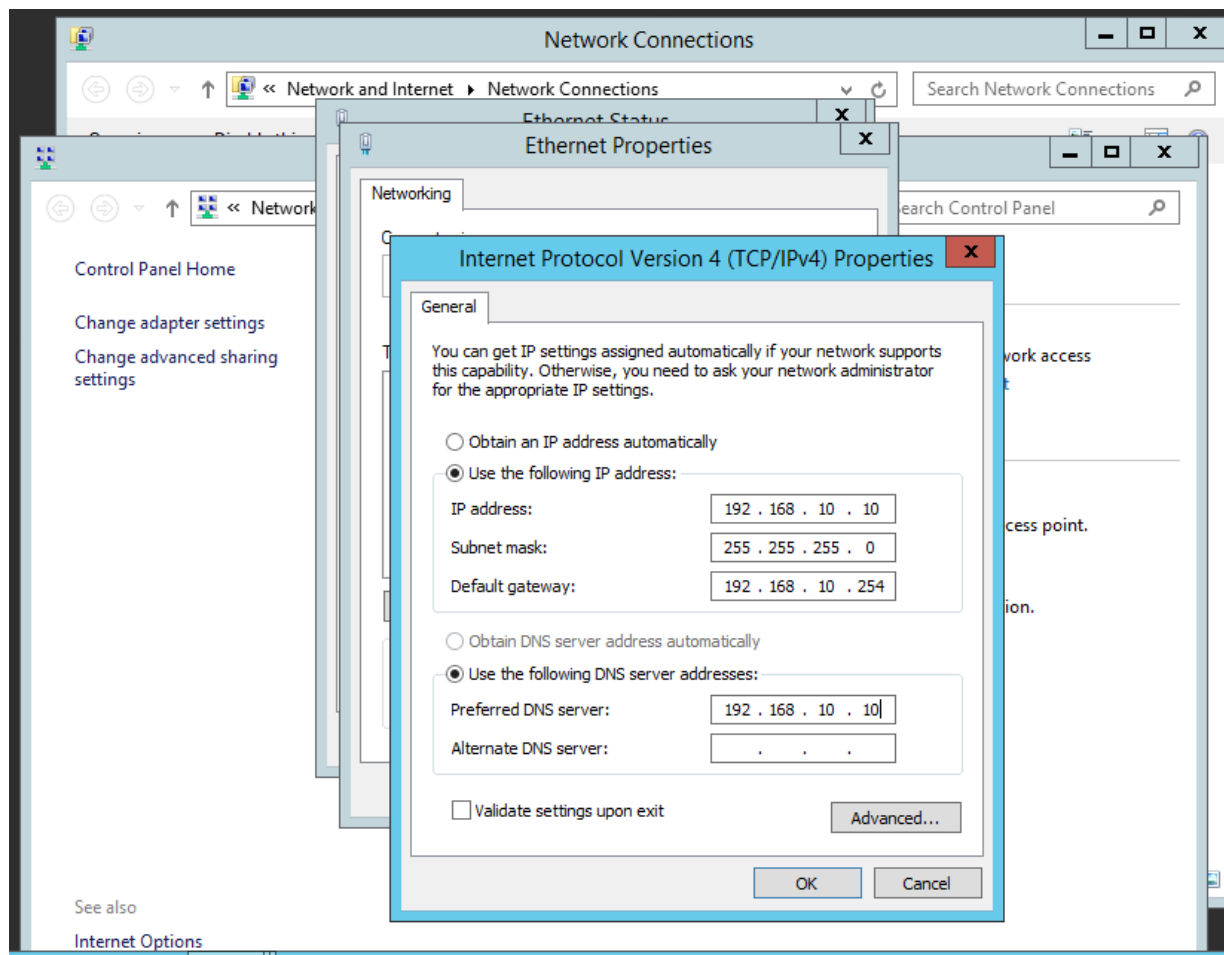 Network Connections
« Network and Internet Network Connections
Search Network Connections
Ethernet Status
Ethernet Properties
« Network
Networking
earch Control Panel
Internet Protocol Version 4 (TCP/IPv4) Properties
Control Panel Home
General
Change adapter settings
Change advanced sharing
settings
You can get IP settings assigned automatically if your network supports
this capability. Otherwise, you need to ask your network administrator
for the appropriate IP settings.
work access
Obtain an IP address automatically
Use the following IP address:
IP address: 192 . 168 . 10 . 10
cess point.
Subnet mask: 255 . 255 . 255 . 0
Default gateway: 192 . 168 . 10 . 254
ion.
Obtain DNS server address automatically
Use the following DNS server addresses:
Preferred DNS server: 192 . 168 . 10 . 10
Alternate DNS server: . . .
Validate settings upon exit
Advanced...
OK Cancel
See also
Internet Options